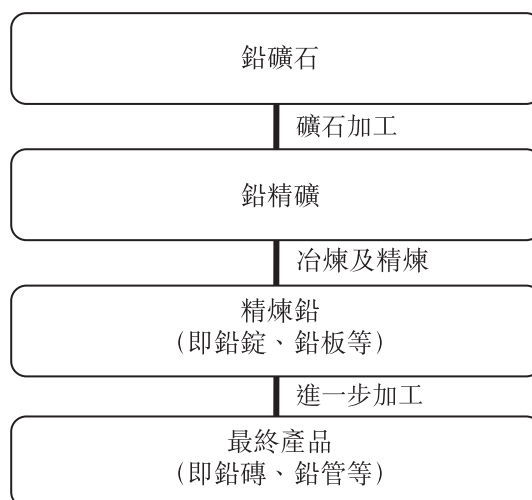 鉛礦石
礦石加工
鉛精礦
冶煉及精煉
精煉鉛
（即鉛錠、鉛板等）
進一步加工
最終產品
（即鉛磚、鉛管等）